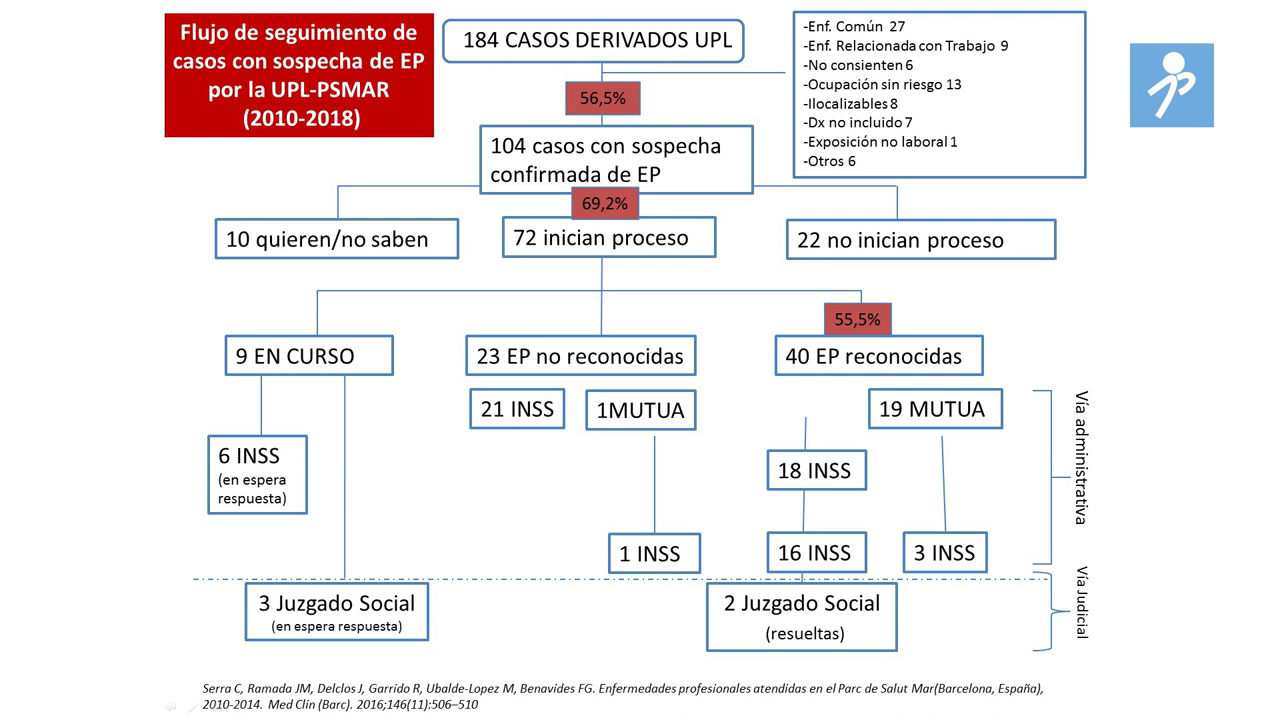 Flujo de seguimiento de
casos con sospecha de EP
por la UPL-PSMAR
(2010-2018)
184 CASOS DERIVADOS UPL
-Enf. Común 27
-Enf. Relacionada con Trabajo 9
-No consienten 6
-Ocupación sin riesgo 13
-Ilocalizables 8
-Dx no incluido 7
-Exposición no laboral 1
-Otros 6
56,5%
104 casos con sospecha
confirmada de EP
69,2%
10 quieren/no saben
72 inician proceso
22 no inician proceso
55,5%
9 EN CURSO
23 EP no reconocidas
40 EP reconocidas
21 INSS
1MUTUA
19 MUTUA
6 INSS
(en espera
respuesta)
18 INSS
1 INSS
16 INSS
3 INSS
Vía administrativa
3 Juzgado Social
(en espera respuesta)
2 Juzgado Social
(resueltas)
Vía Judicial
Serra C, Ramada JM, Delclos J, Garrido R, Ubalde-Lopez M, Benavides FG. Enfermedades profesionales atendidas en el Parc de Salut Mar(Barcelona, España),
2010-2014. Med Clin (Barc). 2016;146(11):506–510